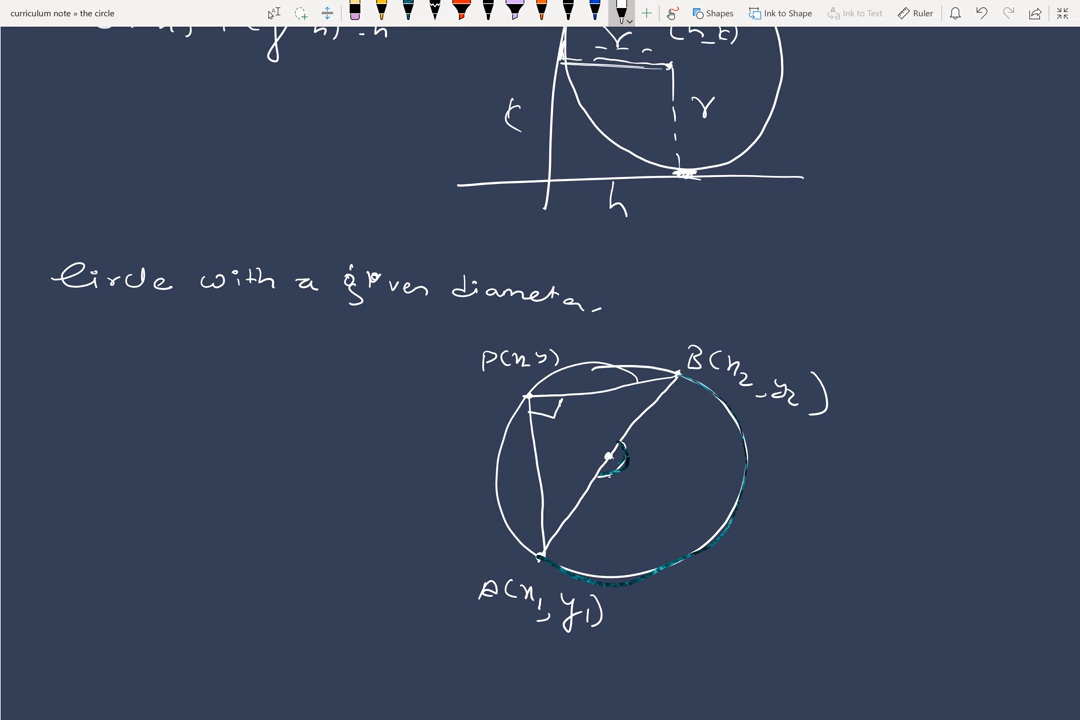 curriculum note » the circle
Shapes
Ink to Shape
Ink to Text
Ruler
r
(h, k)
k
r
h
Circle with a given diameter.
P(x y)
B(x2, y2)
A(x1, y1)